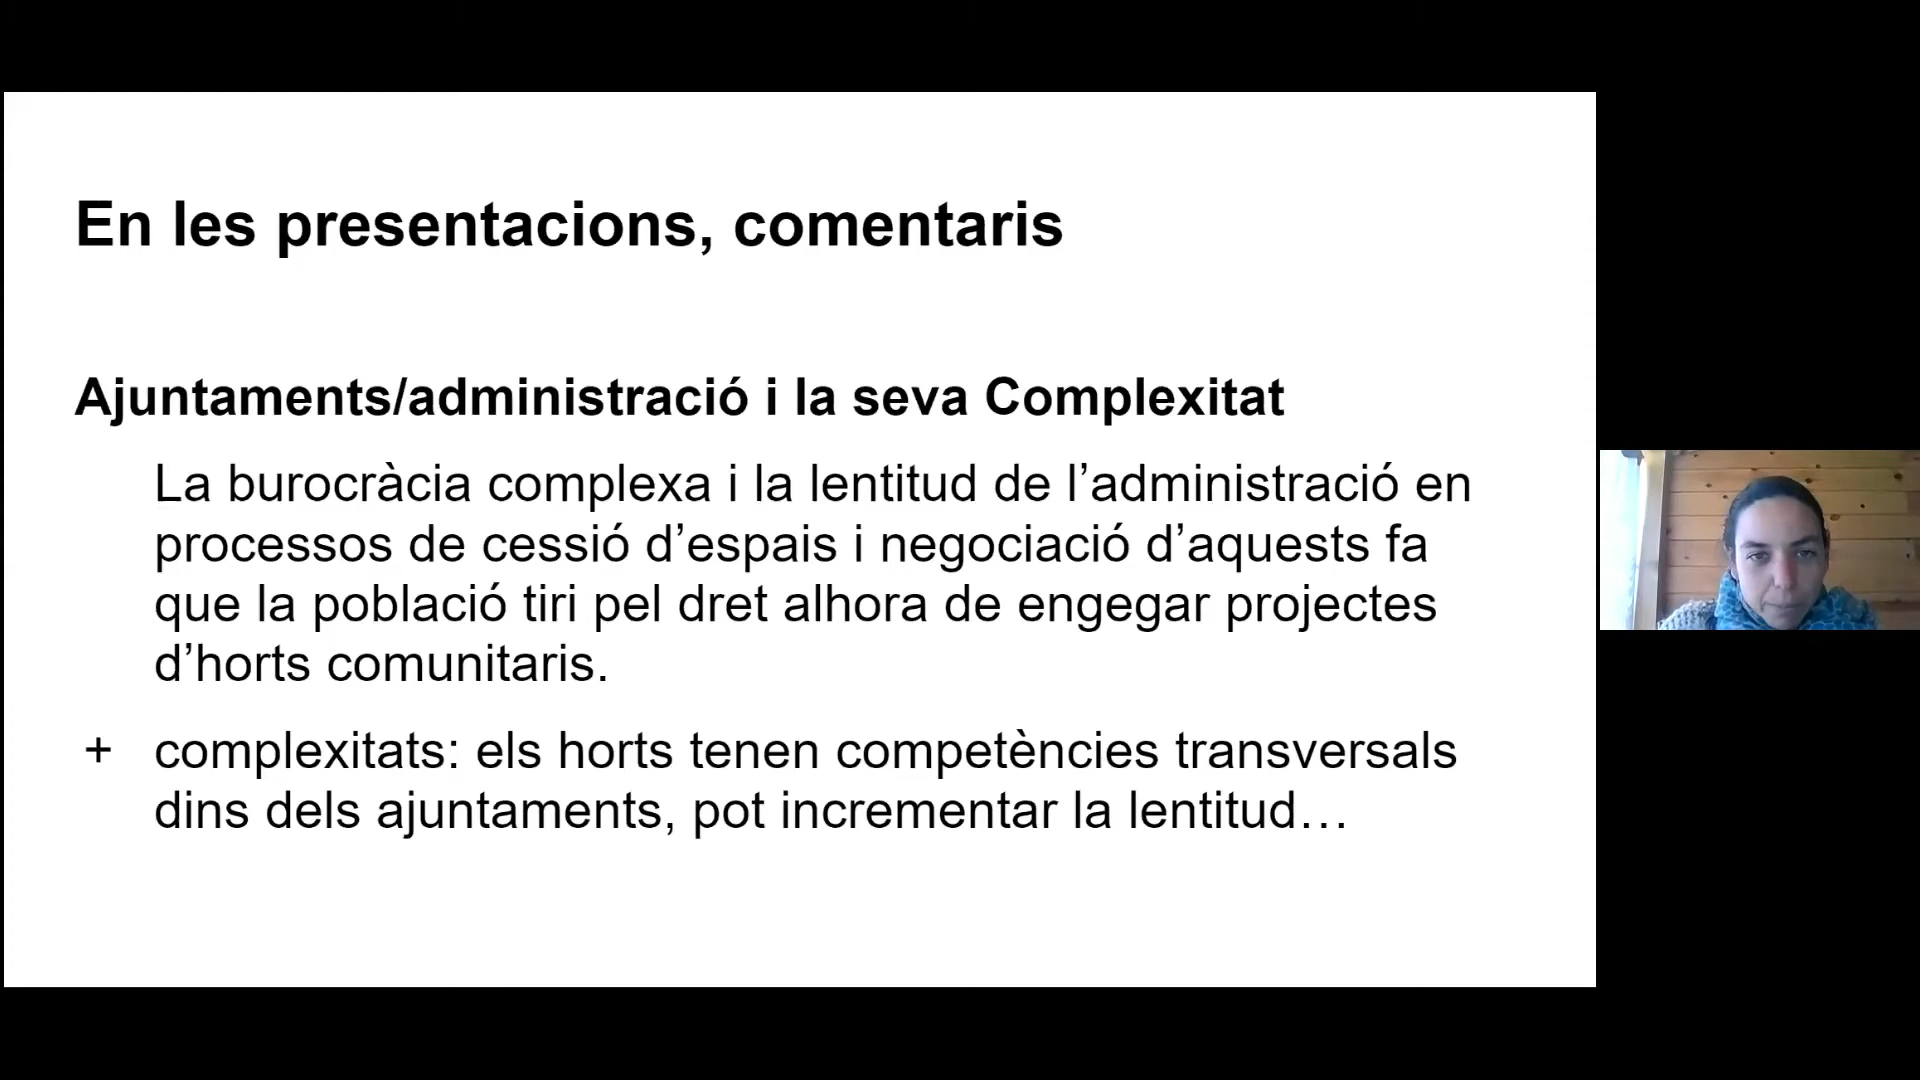 En les presentacions, comentaris
Ajuntaments/administració i la seva Complexitat
La burocràcia complexa i la lentitud de l’administració en
processos de cessió d’espais i negociació d’aquests fa
que la població tiri pel dret alhora de engegar projectes
d’horts comunitaris.
+ complexitats: els horts tenen competències transversals
dins dels ajuntaments, pot incrementar la lentitud…